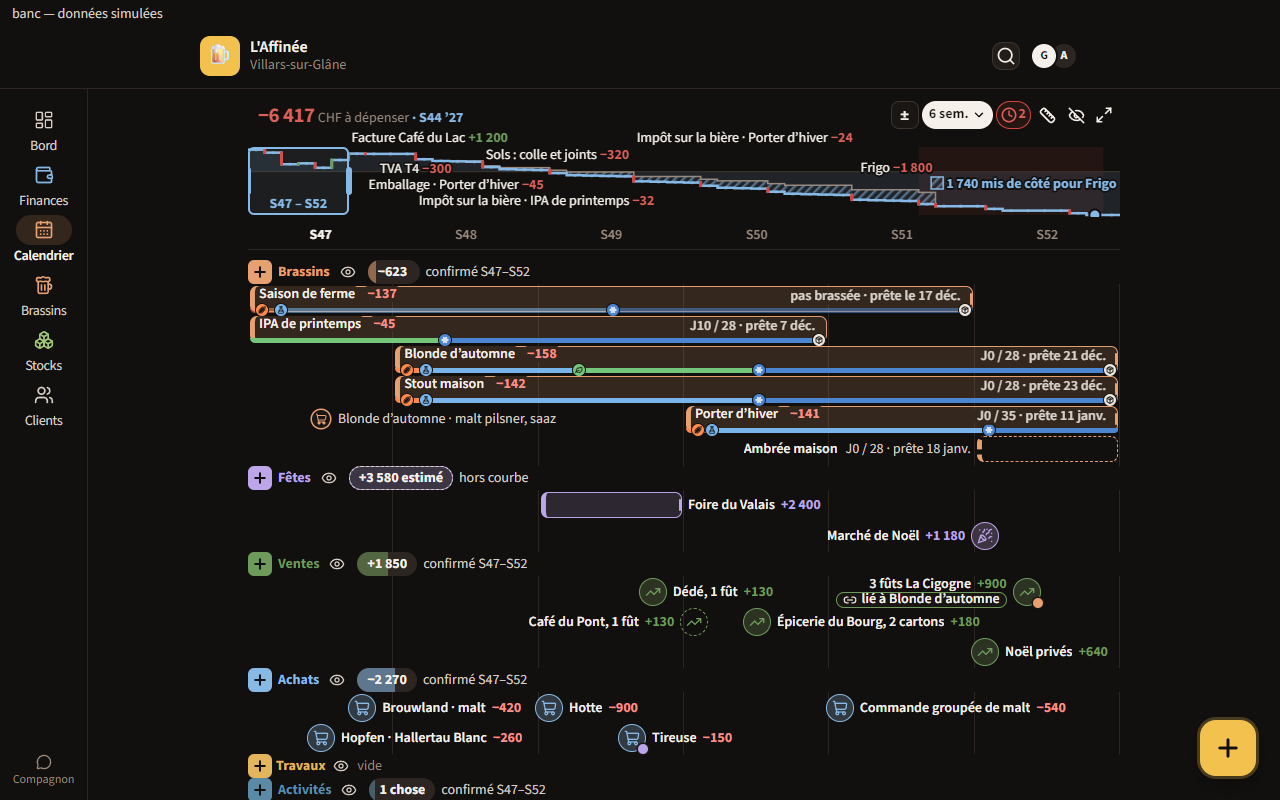 banc — données simulées
L'Affinée
Villars-sur-Glâne
G A
−6 417 CHF à dépenser · S44 ’27
± 6 sem. 2
Bord
Finances
Calendrier
Brassins
Stocks
Clients
Compagnon
Facture Café du Lac +1 200
Impôt sur la bière · Porter d’hiver −24
Sols : colle et joints −320
TVA T4 −300
Frigo −1 800
Emballage · Porter d’hiver −45
1 740 mis de côté pour Frigo
Impôt sur la bière · IPA de printemps −32
S47 – S52
S47 S48 S49 S50 S51 S52
Brassins −623 confirmé S47–S52
Saison de ferme −137 pas brassée · prête le 17 déc.
IPA de printemps −45 J10 / 28 · prête 7 déc.
Blonde d’automne −158 J0 / 28 · prête 21 déc.
Stout maison −142 J0 / 28 · prête 23 déc.
Blonde d’automne · malt pilsner, saaz
Porter d’hiver −141 J0 / 35 · prête 11 janv.
Ambrée maison J0 / 28 · prête 18 janv.
Fêtes +3 580 estimé hors courbe
Foire du Valais +2 400
Marché de Noël +1 180
Ventes +1 850 confirmé S47–S52
3 fûts La Cigogne +900
Dédé, 1 fût +130
lié à Blonde d’automne
Café du Pont, 1 fût +130
Épicerie du Bourg, 2 cartons +180
Noël privés +640
Achats −2 270 confirmé S47–S52
Brouwland · malt −420
Hotte −900
Commande groupée de malt −540
Hopfen · Hallertau Blanc −260
Tireuse −150
Travaux vide
Activités 1 chose confirmé S47–S52